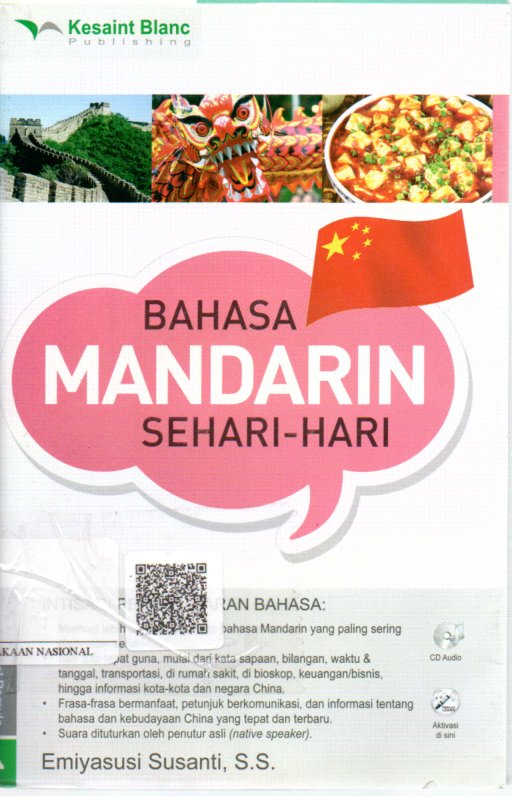 Kesaint Blanc
Publishing
BAHASA
MANDARIN
SEHARI-HARI
ARAN BAHASA:
bahasa Mandarin yang paling sering
AKAAN NASIONAL
pat guna, mulai dari kata sapaan, bilangan, waktu &
tanggal, transportasi, di rumah sakit, di bioskop, keuangan/bisnis,
hingga informasi kota-kota dan negara China.
• Frasa-frasa bermanfaat, petunjuk berkomunikasi, dan informasi tentang
bahasa dan kebudayaan China yang tepat dan terbaru.
• Suara dituturkan oleh penutur asli (native speaker).
CD Audio
Aktivasi
di sini
Emiyasusi Susanti, S.S.